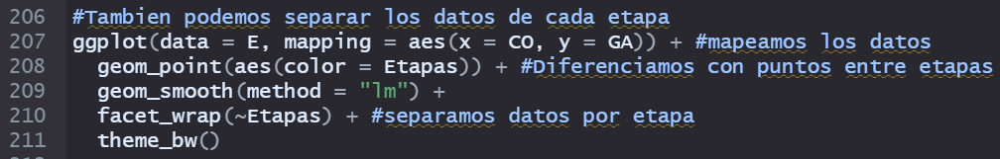 206 #Tambien podemos separar los datos de cada etapa
207 ggplot(data = E, mapping = aes(x = CO, y = GA)) + #mapeamos los datos
208   geom_point(aes(color = Etapas)) + #Diferenciamos con puntos entre etapas
209   geom_smooth(method = "lm") +
210   facet_wrap(~Etapas) + #separamos datos por etapa
211   theme_bw()